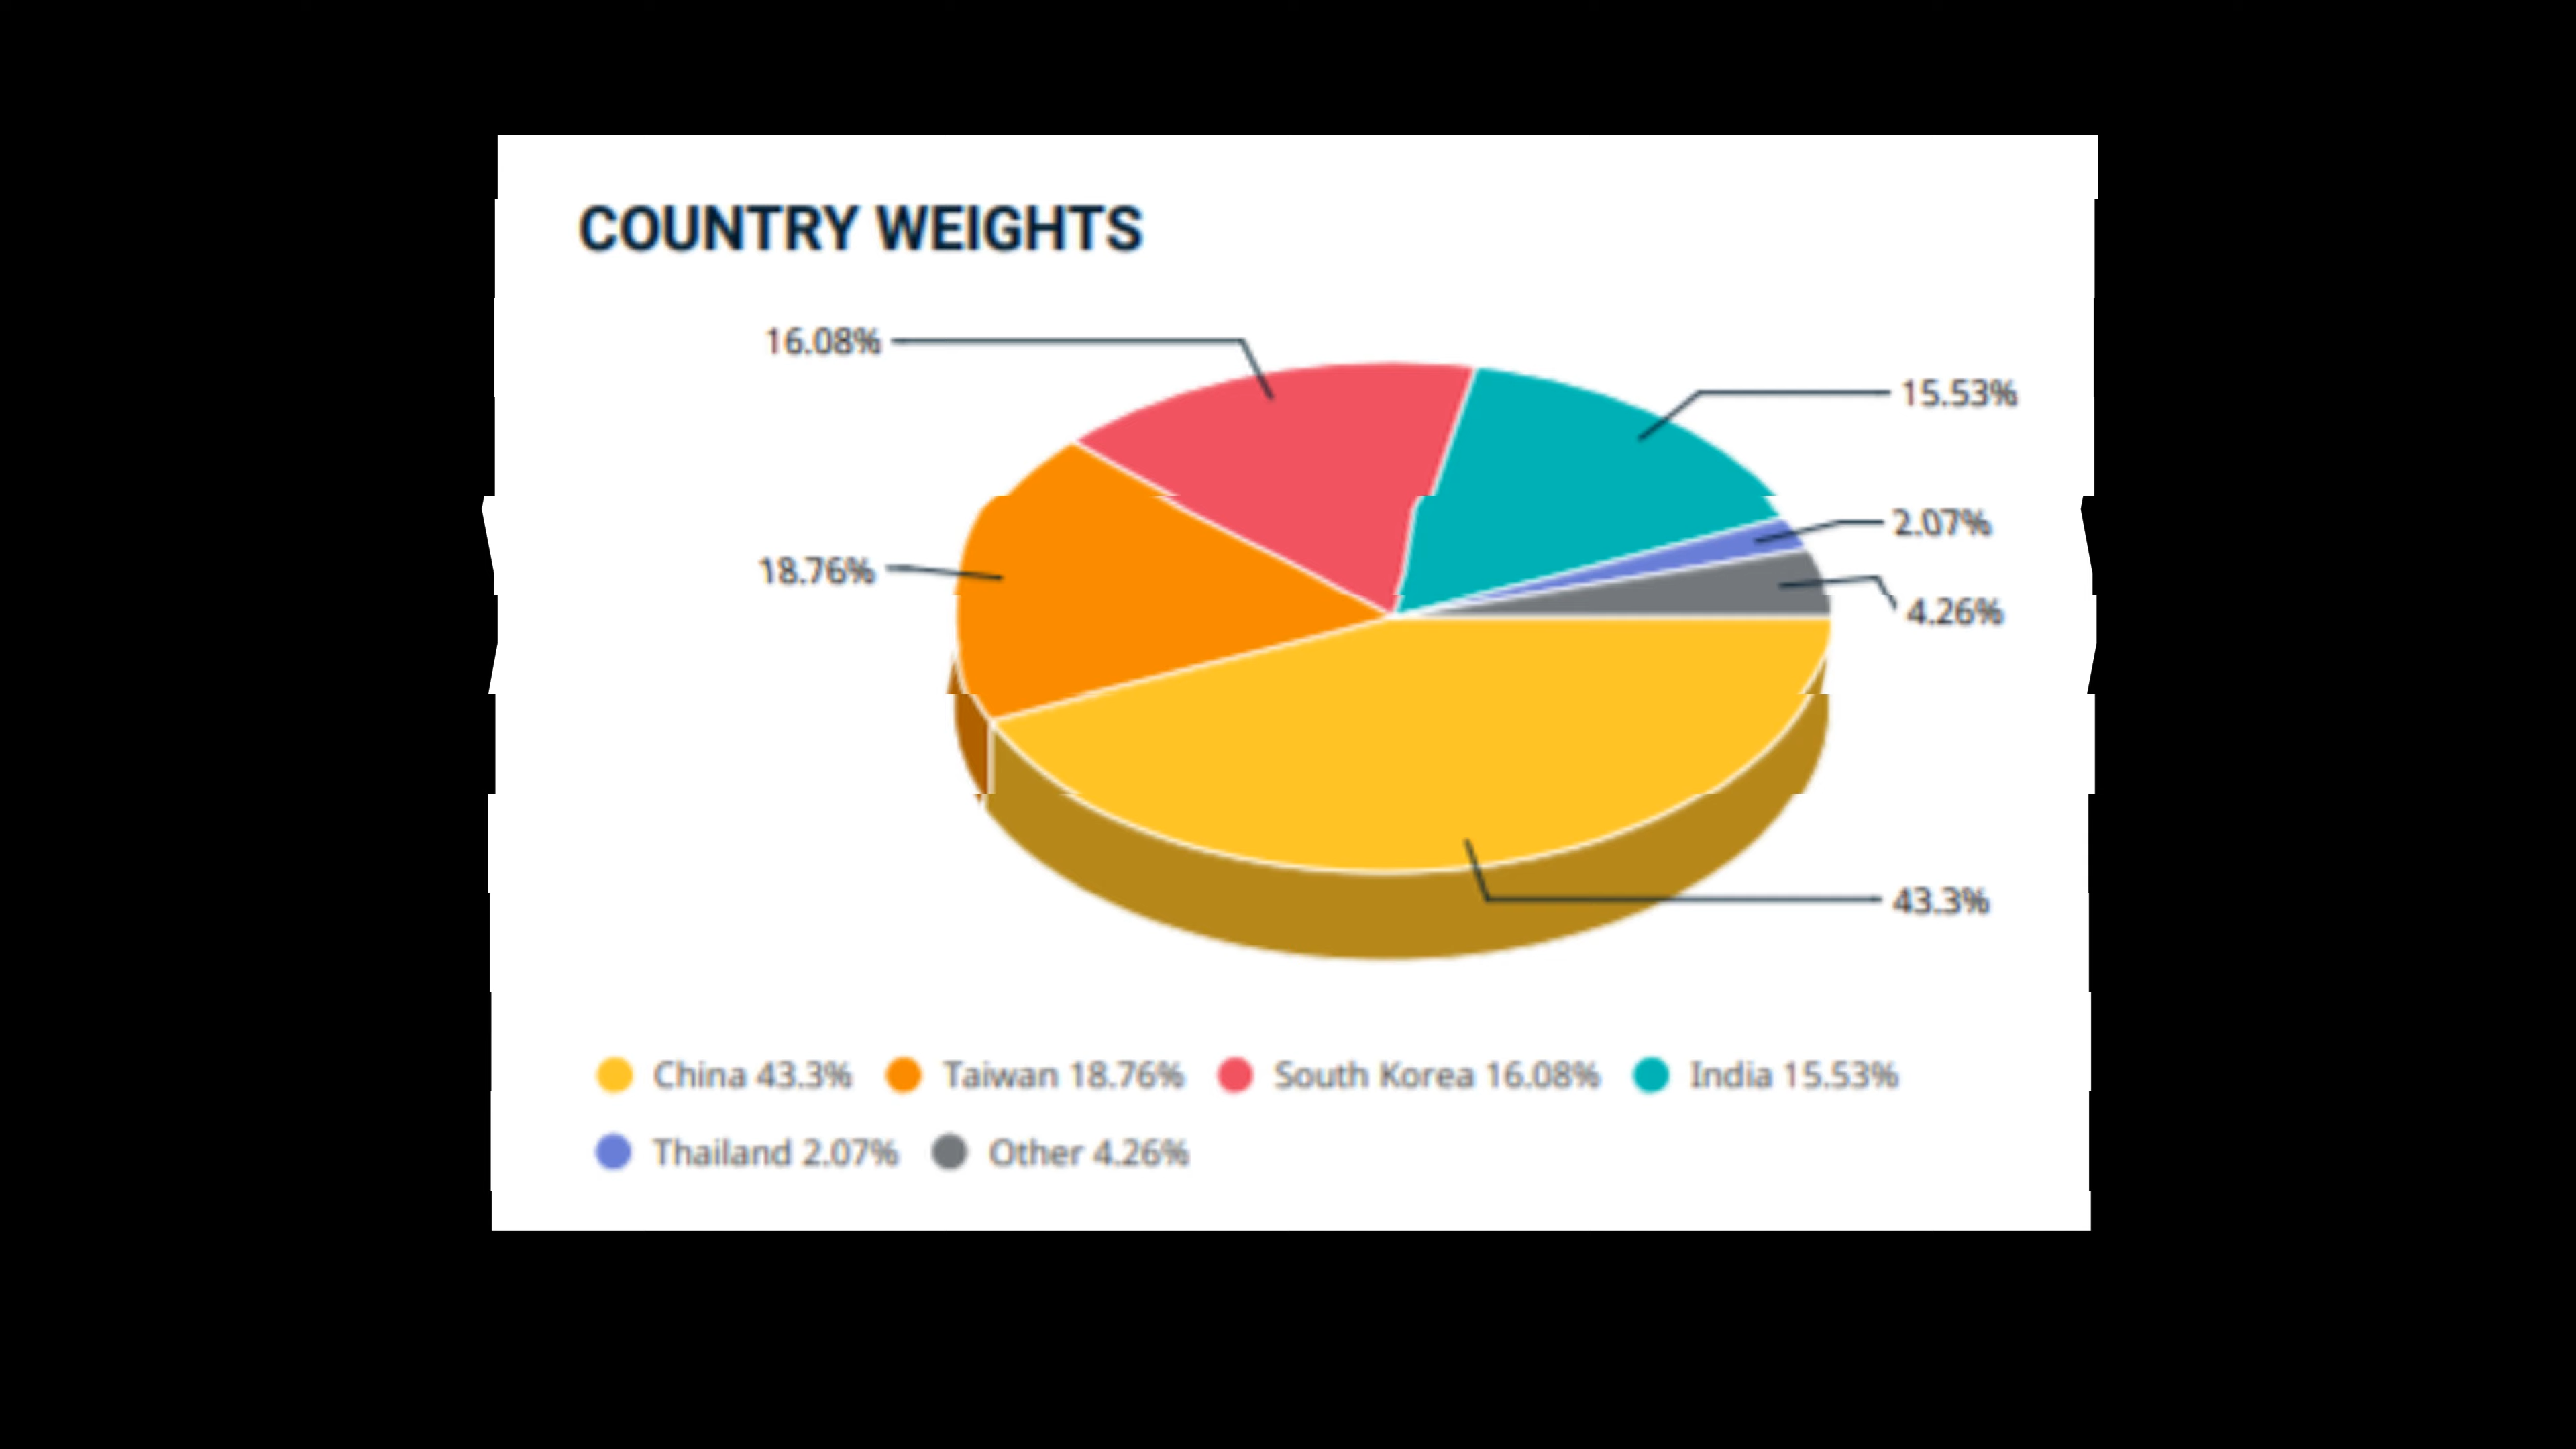 COUNTRY WEIGHTS
16.08%
15.53%
2.07%
18.76%
4.26%
43.3%
China 43.3% Taiwan 18.76% South Korea 16.08% India 15.53%
Thailand 2.07% Other 4.26%